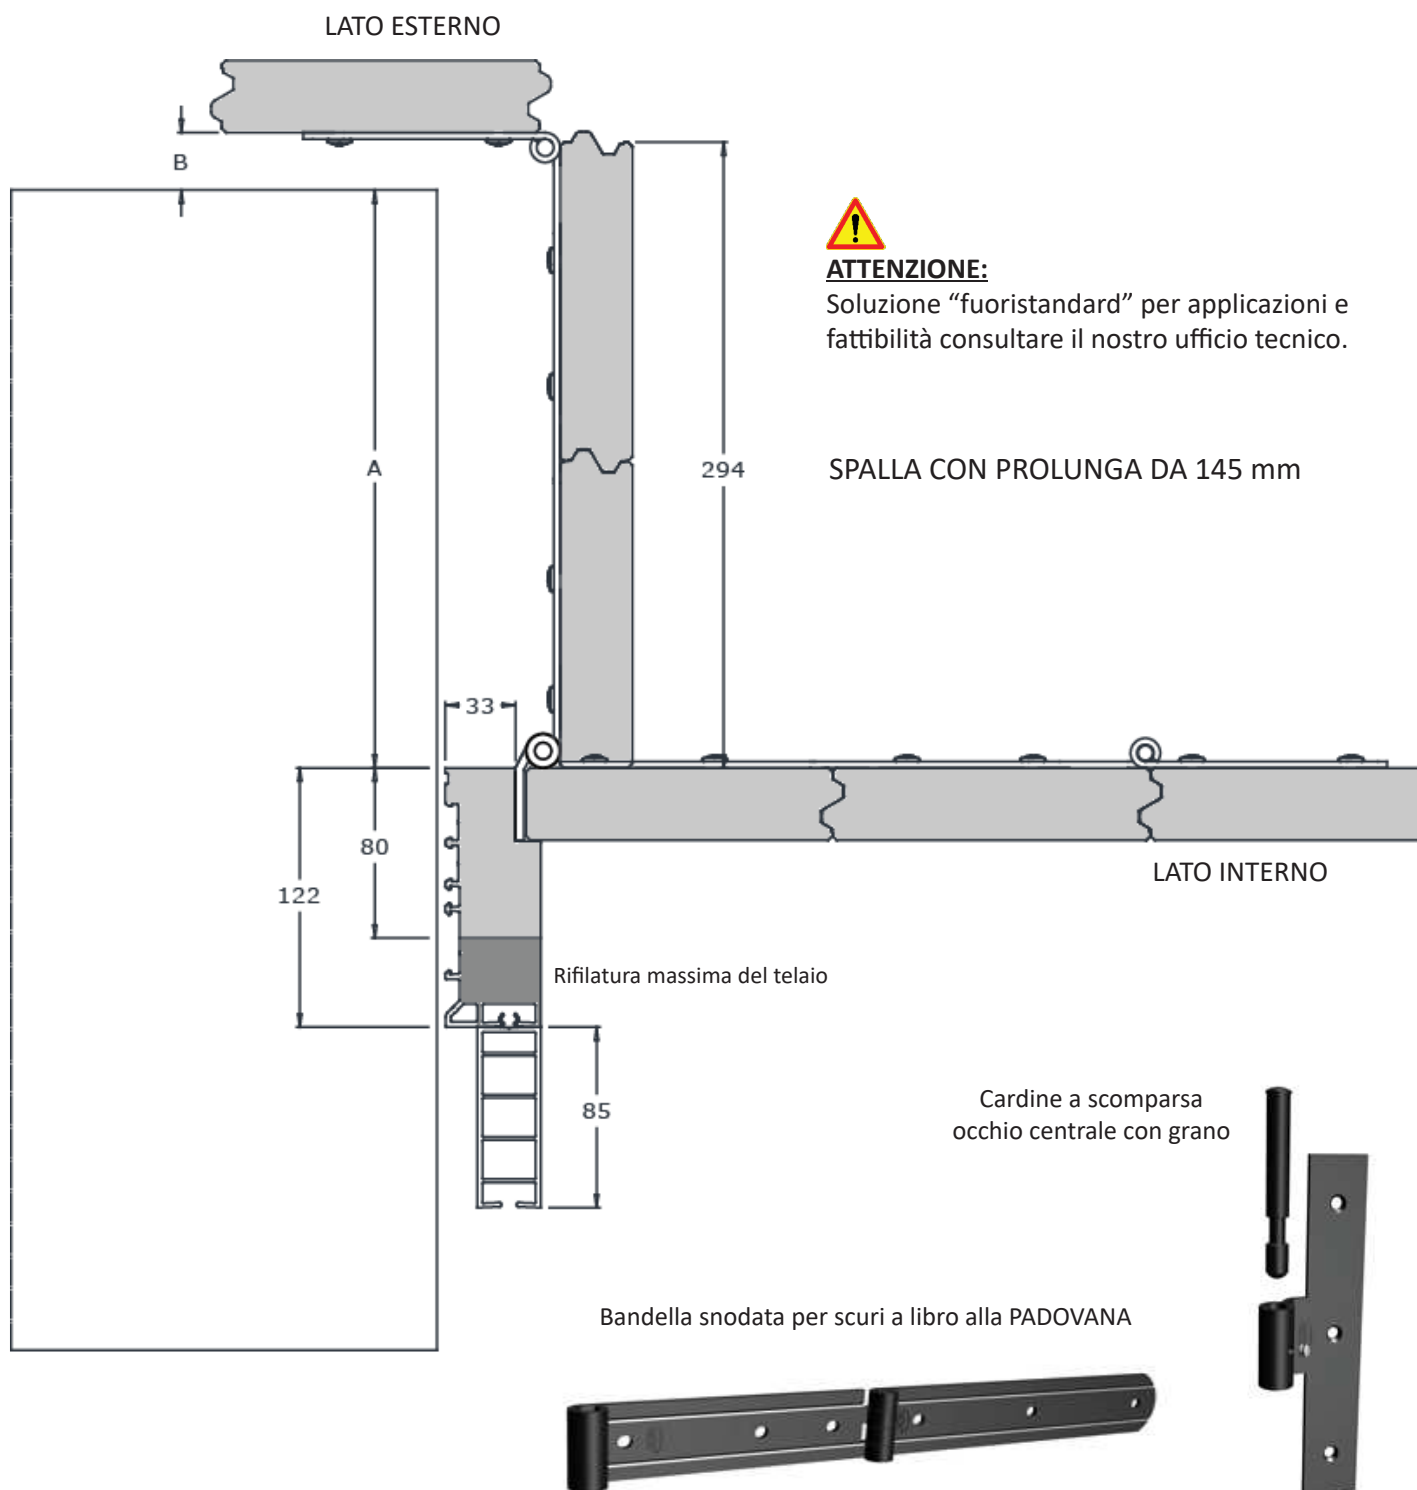 LATO ESTERNO
B
ATTENZIONE:
Soluzione “fuoristandard” per applicazioni e
fattibilità consultare il nostro ufficio tecnico.
A
294
SPALLA CON PROLUNGA DA 145 mm
33
80
122
LATO INTERNO
Rifilatura massima del telaio
85
Cardine a scomparsa
occhio centrale con grano
Bandella snodata per scuri a libro alla PADOVANA